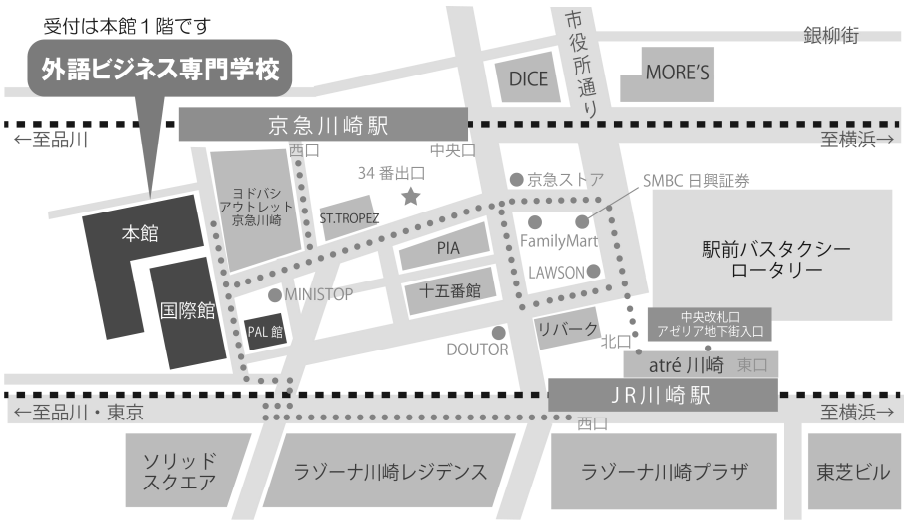 受付は本館１階です
外語ビジネス専門学校
市役所通り
銀柳街
DICE
MORE'S
京急川崎駅
←至品川
至横浜→
西口
中央口
34番出口
京急ストア
SMBC日興証券
ヨドバシ
アウトレット
京急川崎
ST.TROPEZ
本館
FamilyMart
駅前バスタクシー
ロータリー
PIA
LAWSON
国際館
MINISTOP
十五番館
PAL館
リバーク
中央改札口
アゼリア地下街入口
北口
DOUTOR
atré川崎
東口
JR川崎駅
←至品川・東京
至横浜→
西口
ソリッド
スクエア
ラゾーナ川崎レジデンス
ラゾーナ川崎プラザ
東芝ビル